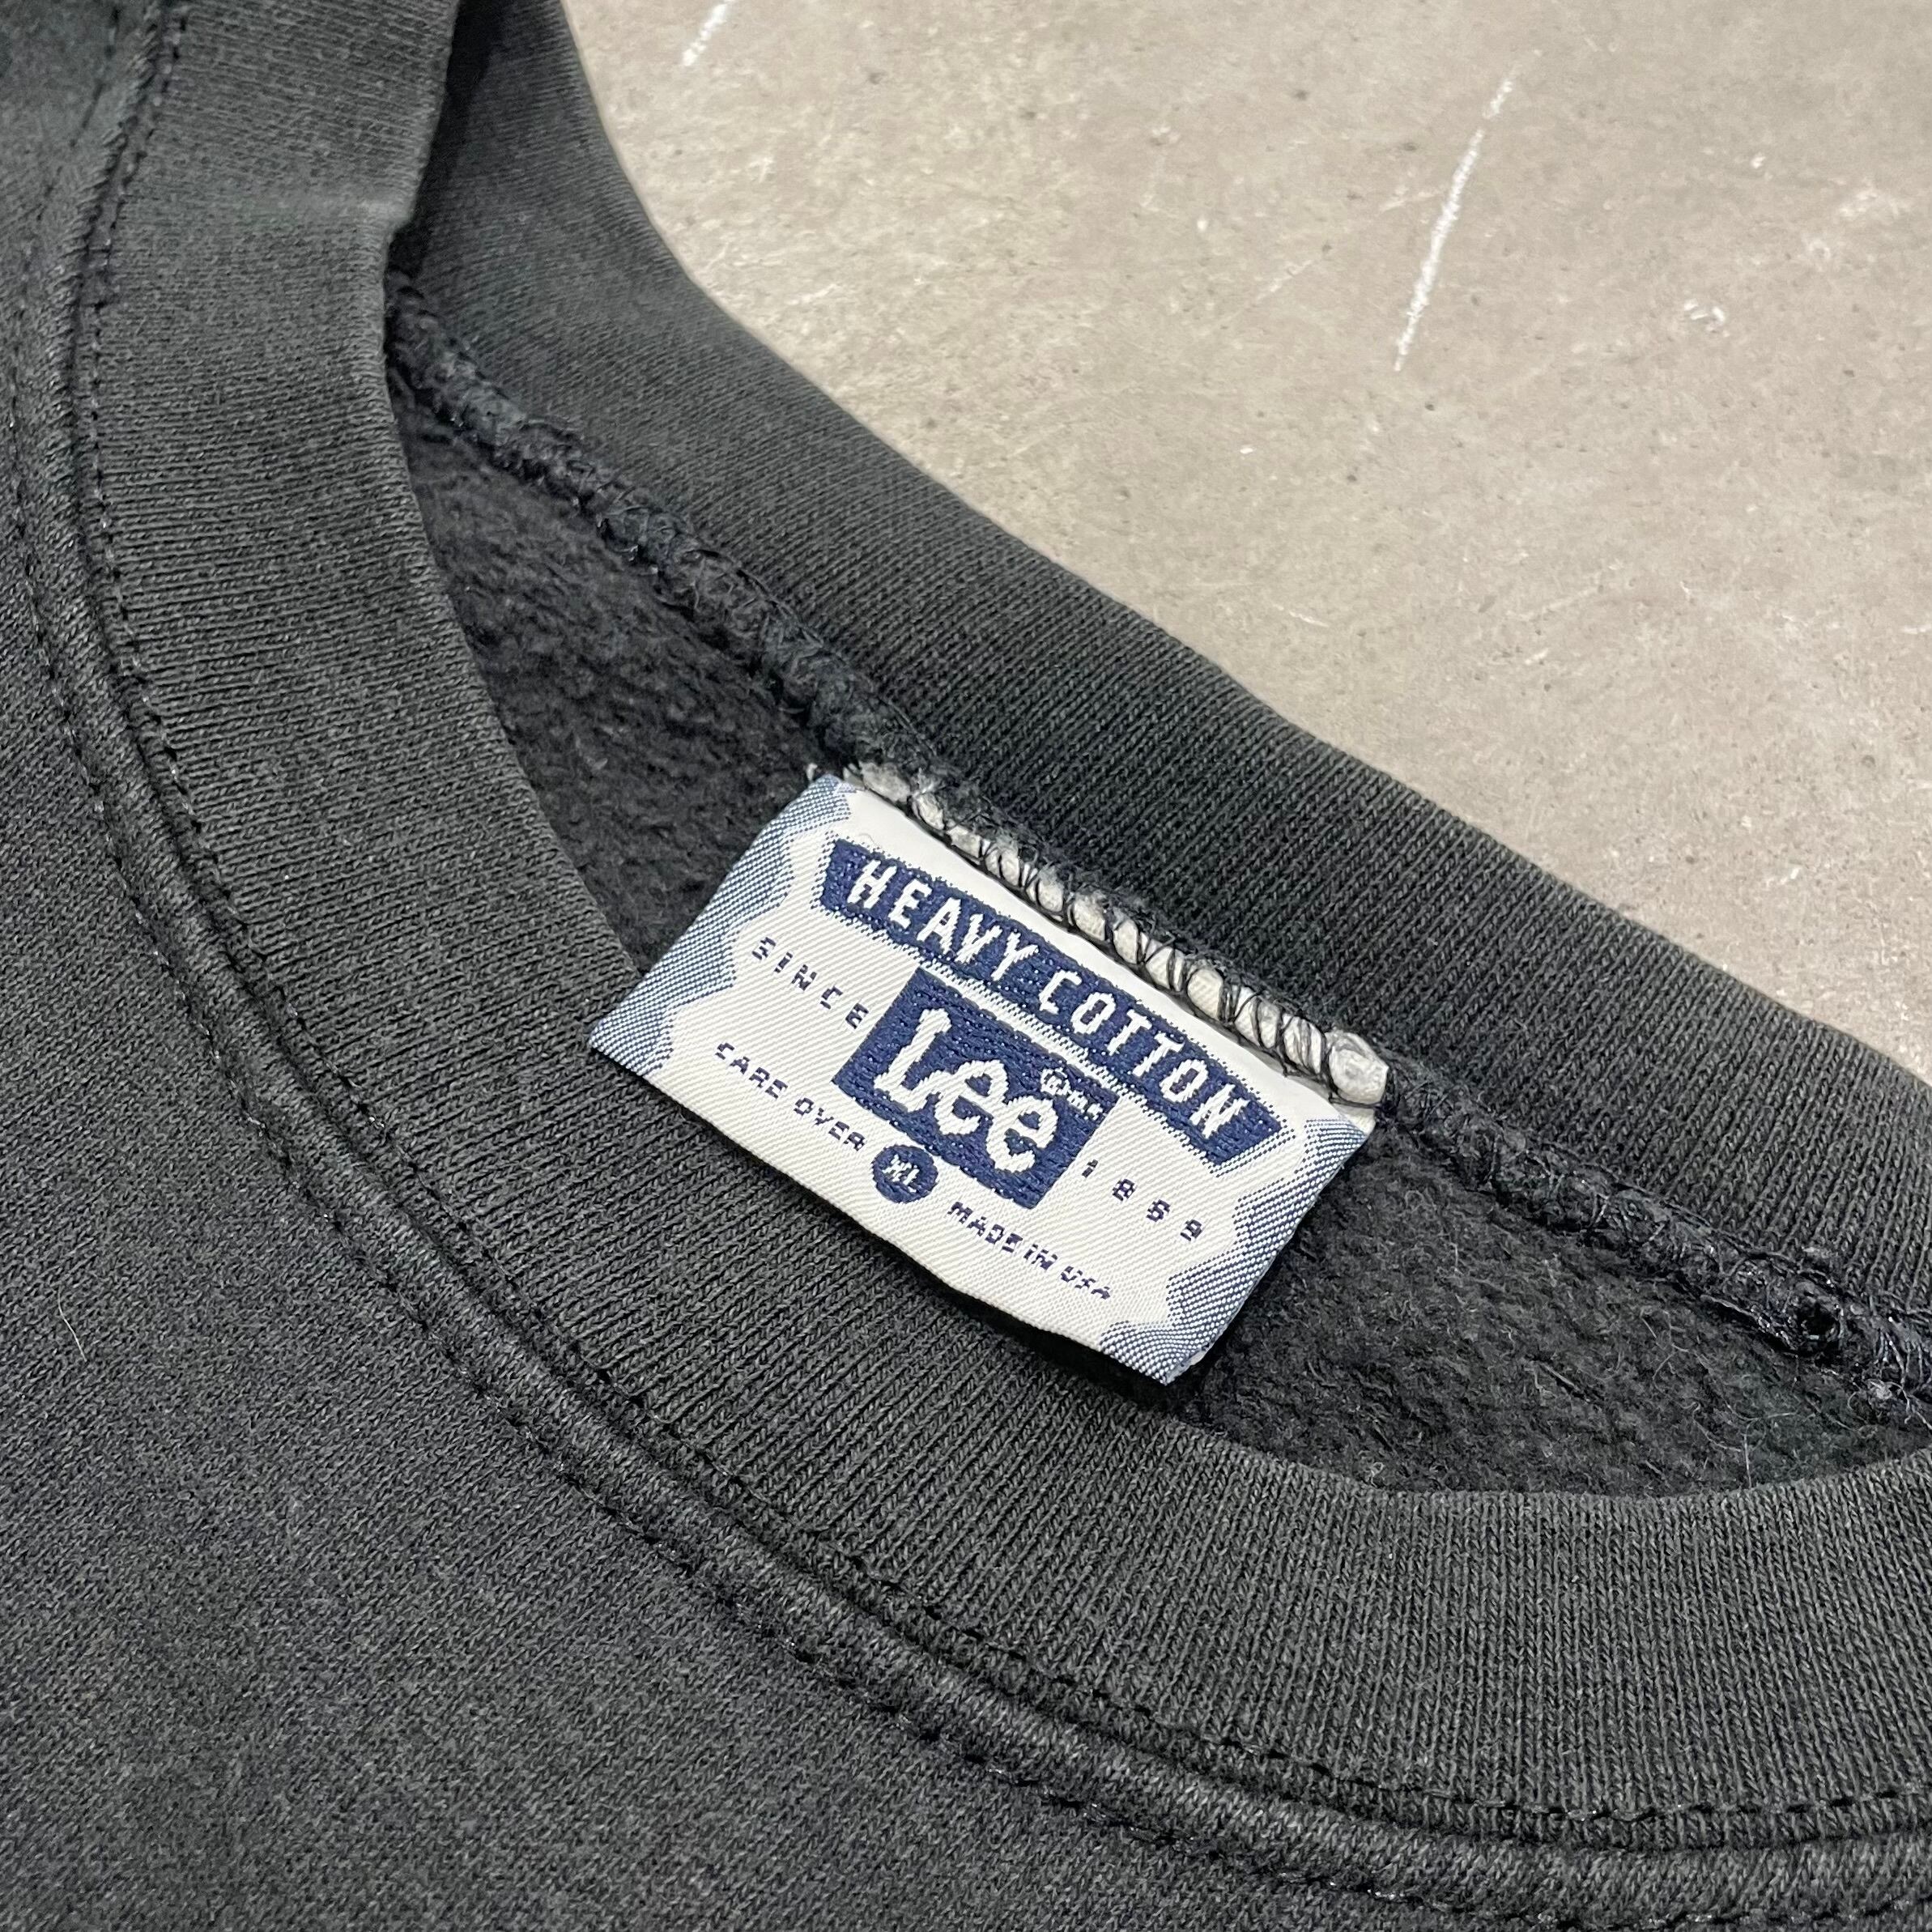 HEAVY COTTON
SINCE Lee ® 1889
CARE OVER XL MADE IN USA